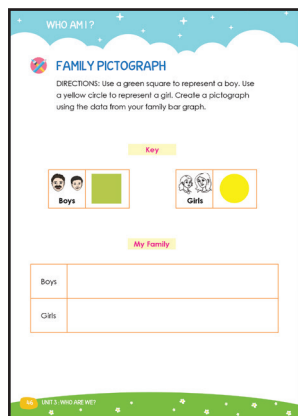 WHO AM I ?
FAMILY PICTOGRAPH
DIRECTIONS: Use a green square to represent a boy. Use
a yellow circle to represent a girl. Create a pictograph
using the data from your family bar graph.
Key
Boys
Girls
My Family
Boys
Girls
46 UNIT 3 - WHO ARE WE?